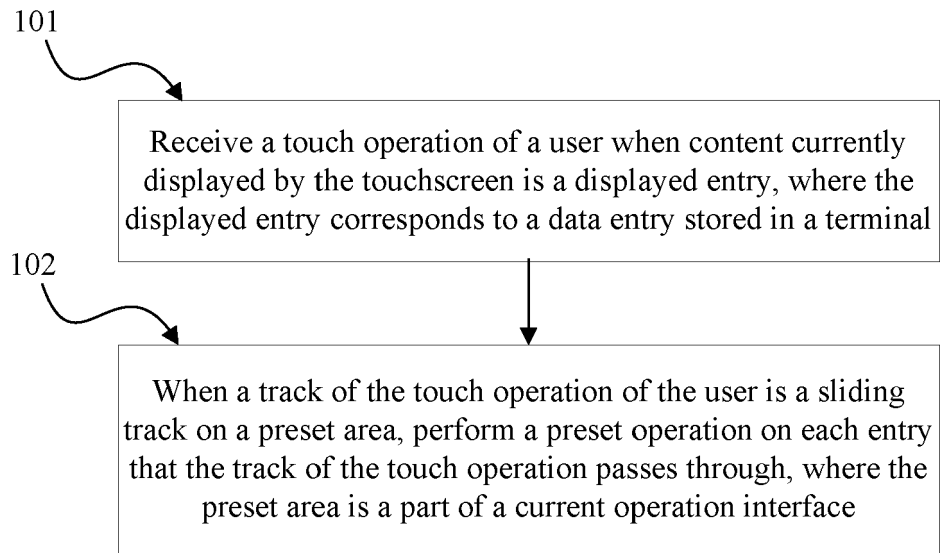 101
Receive a touch operation of a user when content currently
displayed by the touchscreen is a displayed entry, where the
displayed entry corresponds to a data entry stored in a terminal
102
When a track of the touch operation of the user is a sliding
track on a preset area, perform a preset operation on each entry
that the track of the touch operation passes through, where the
preset area is a part of a current operation interface